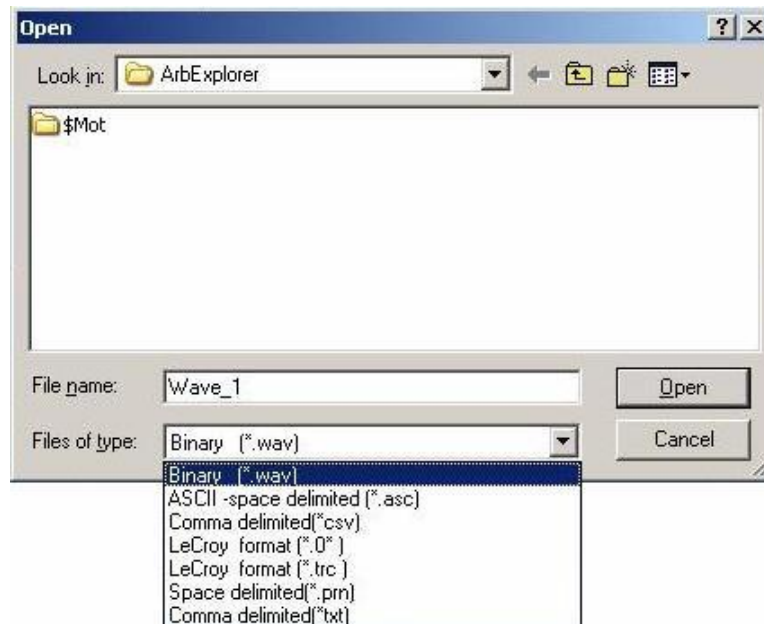 Open
Look in: ArbExplorer
$Mot
File name: Wave_1 Open
Files of type: Binary (*.wav) Cancel
Binary (*.wav)
ASCII -space delimited (*.asc)
Comma delimited(*csv)
LeCroy format (*.0* )
LeCroy format (*.trc )
Space delimited(*.prn)
Comma delimited(*txt)